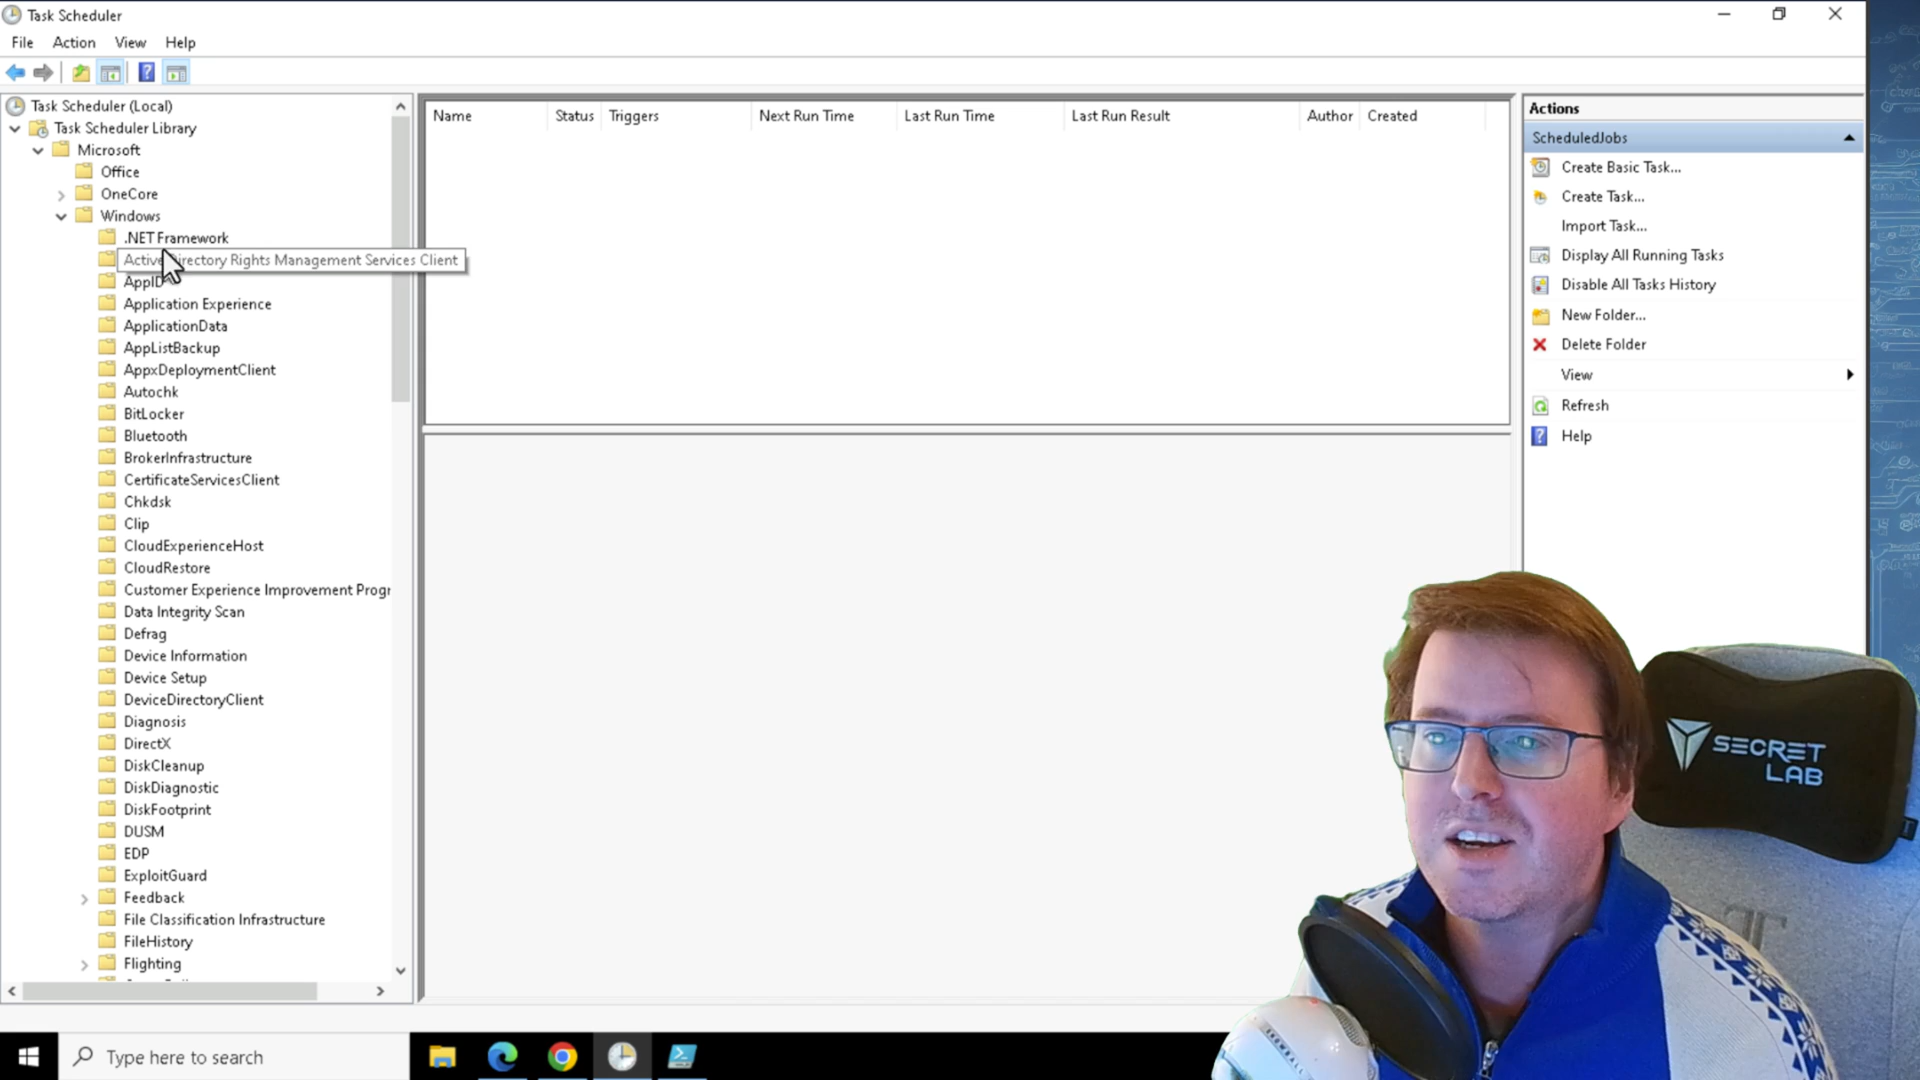 Task Scheduler
File Action View Help
Task Scheduler (Local)
Task Scheduler Library
Microsoft
Office
OneCore
Windows
.NET Framework
Active Directory Rights Management Services Client
AppID
Application Experience
ApplicationData
AppListBackup
AppxDeploymentClient
Autochk
BitLocker
Bluetooth
BrokerInfrastructure
CertificateServicesClient
Chkdsk
Clip
CloudExperienceHost
CloudRestore
Customer Experience Improvement Progr
Data Integrity Scan
Defrag
Device Information
Device Setup
DeviceDirectoryClient
Diagnosis
DirectX
DiskCleanup
DiskDiagnostic
DiskFootprint
DUSM
EDP
ExploitGuard
Feedback
File Classification Infrastructure
FileHistory
Flighting
Name Status Triggers Next Run Time Last Run Time Last Run Result Author Created
Actions
ScheduledJobs
Create Basic Task...
Create Task...
Import Task...
Display All Running Tasks
Disable All Tasks History
New Folder...
Delete Folder
View
Refresh
Help
SECRET
LAB
Type here to search